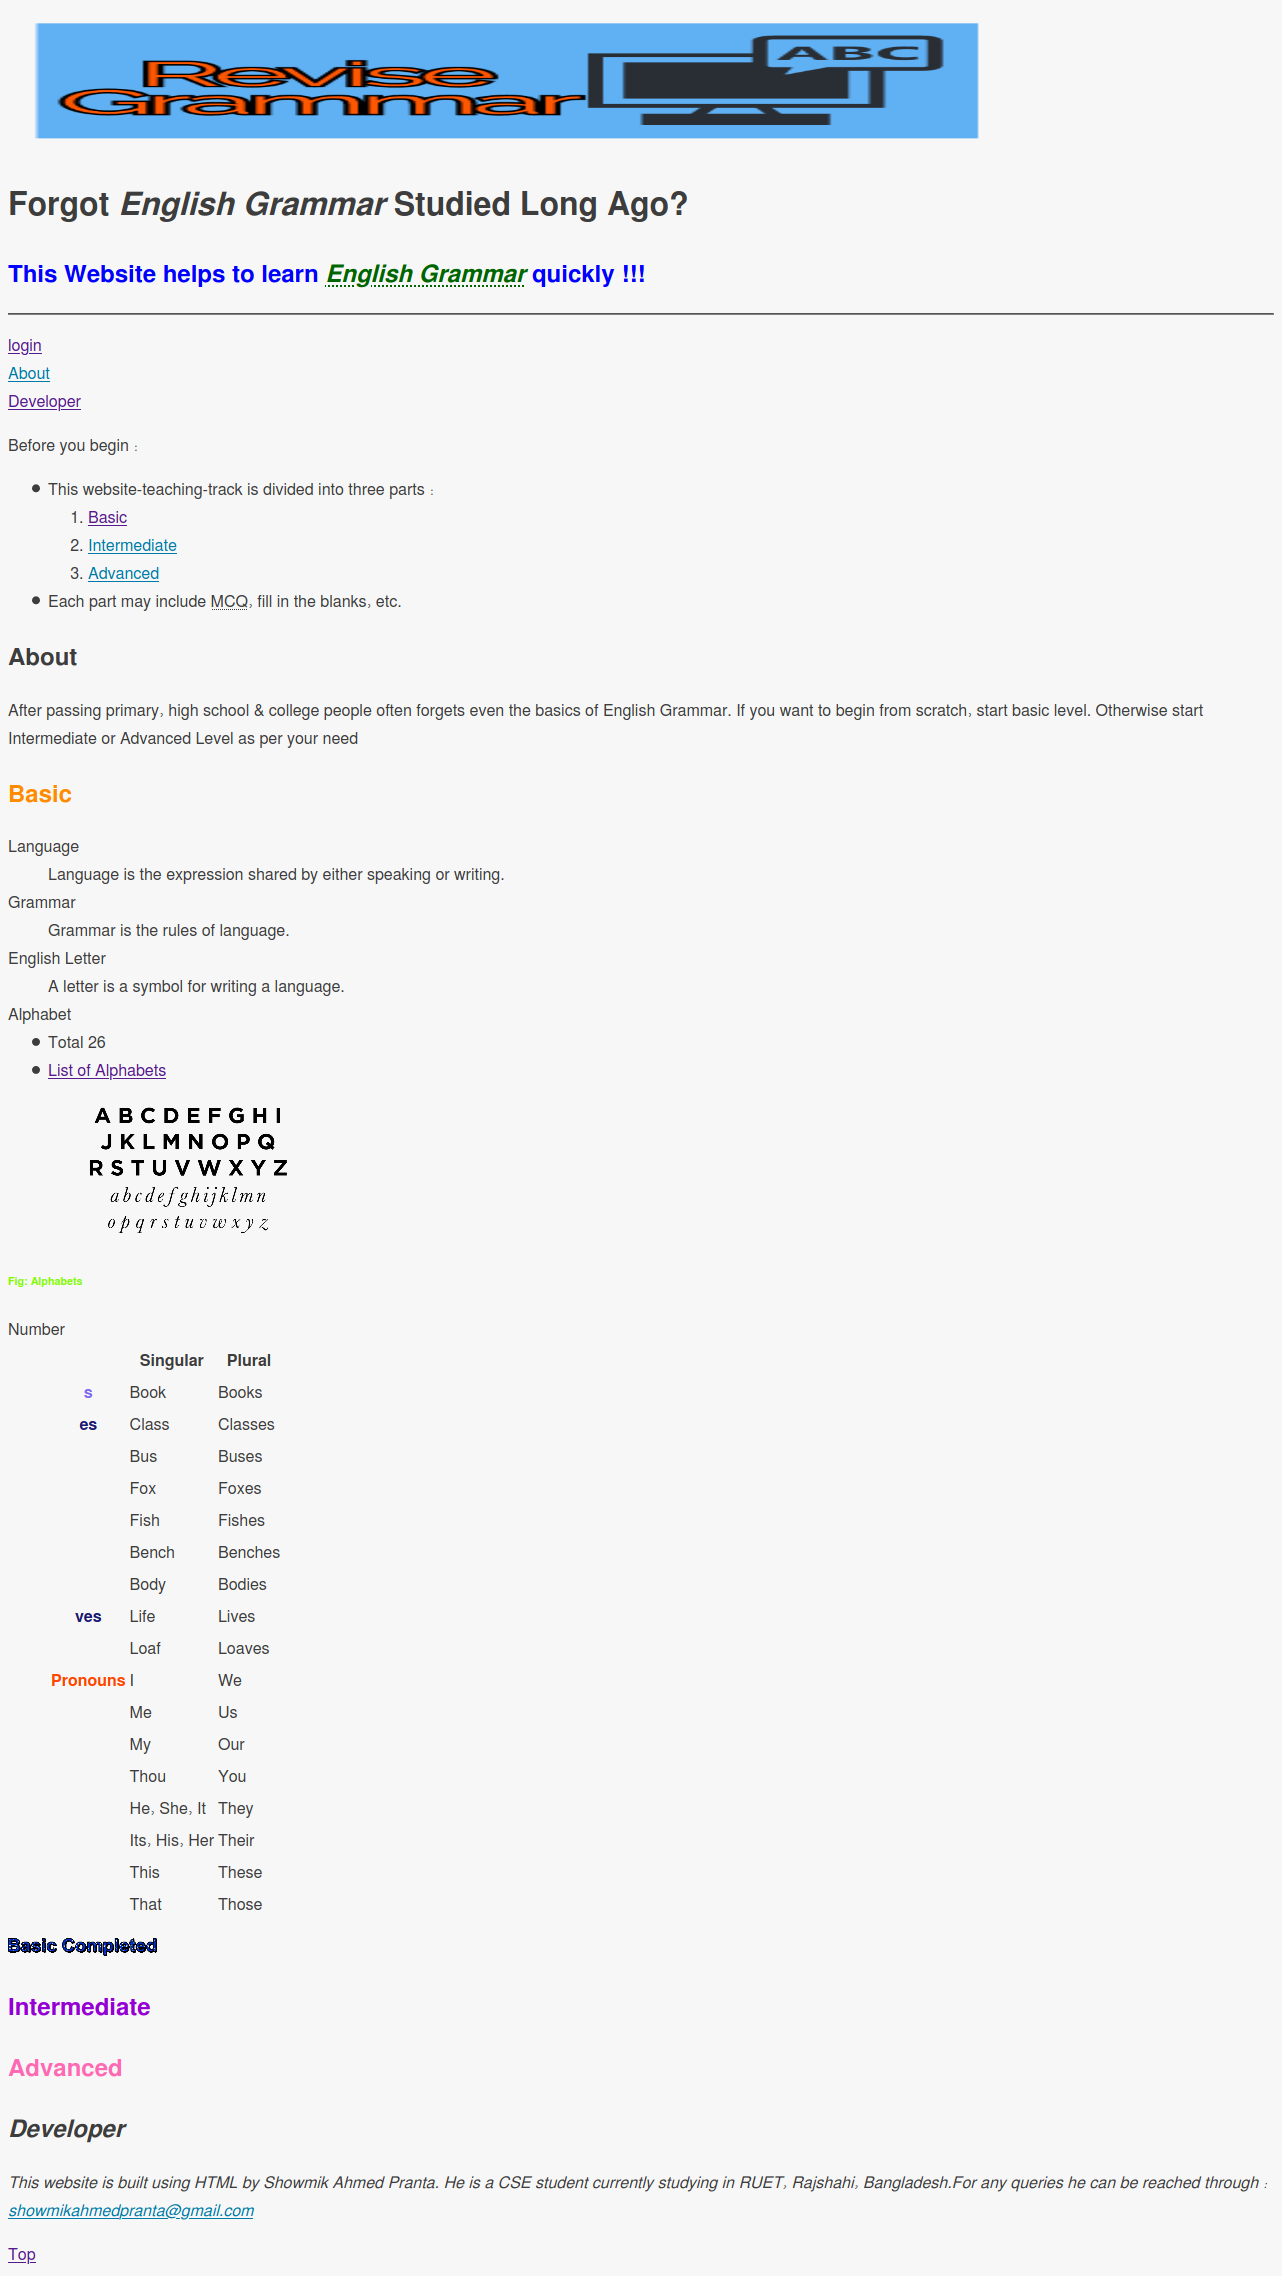 Revise
Grammar
ABC
Forgot English Grammar Studied Long Ago?
This Website helps to learn English Grammar quickly !!!
login
About
Developer
Before you begin :
This website-teaching-track is divided into three parts :
1. Basic
2. Intermediate
3. Advanced
Each part may include MCQ, fill in the blanks, etc.
About
After passing primary, high school & college people often forgets even the basics of English Grammar. If you want to begin from scratch, start basic level. Otherwise start
Intermediate or Advanced Level as per your need
Basic
Language
Language is the expression shared by either speaking or writing.
Grammar
Grammar is the rules of language.
English Letter
A letter is a symbol for writing a language.
Alphabet
Total 26
List of Alphabets
A B C D E F G H I
J K L M N O P Q
R S T U V W X Y Z
a b c d e f g h i j k l m n
o p q r s t u v w x y z
Fig: Alphabets
Number
Singular Plural
s Book Books
es Class Classes
Bus Buses
Fox Foxes
Fish Fishes
Bench Benches
Body Bodies
ves Life Lives
Loaf Loaves
Pronouns I We
Me Us
My Our
Thou You
He, She, It They
Its, His, Her Their
This These
That Those
Basic Completed
Intermediate
Advanced
Developer
This website is built using HTML by Showmik Ahmed Pranta. He is a CSE student currently studying in RUET, Rajshahi, Bangladesh.For any queries he can be reached through :
showmikahmedpranta@gmail.com
Top